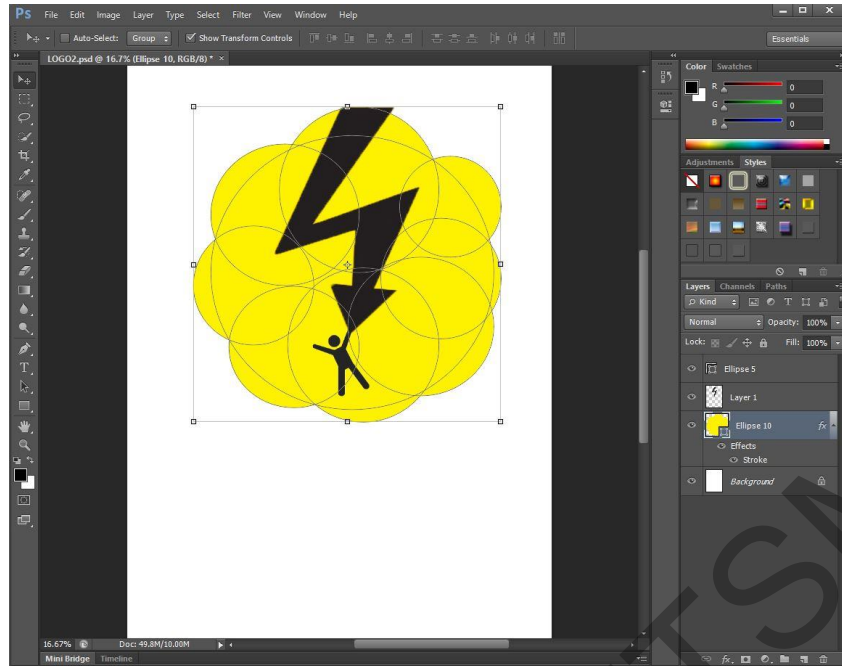 Ps File Edit Image Layer Type Select Filter View Window Help
Auto-Select: Group Show Transform Controls Essentials
LOGO2.psd @ 16.7% (Ellipse 10, RGB/8) * ×
Color Swatches
R 0
G 0
B 0
Adjustments Styles
Layers Channels Paths
Kind
Normal Opacity: 100%
Lock: Fill: 100%
Ellipse 5
Layer 1
Ellipse 10 fx
Effects
Stroke
Background
16.67% Doc: 49.8M/10.00M
Mini Bridge Timeline
fx